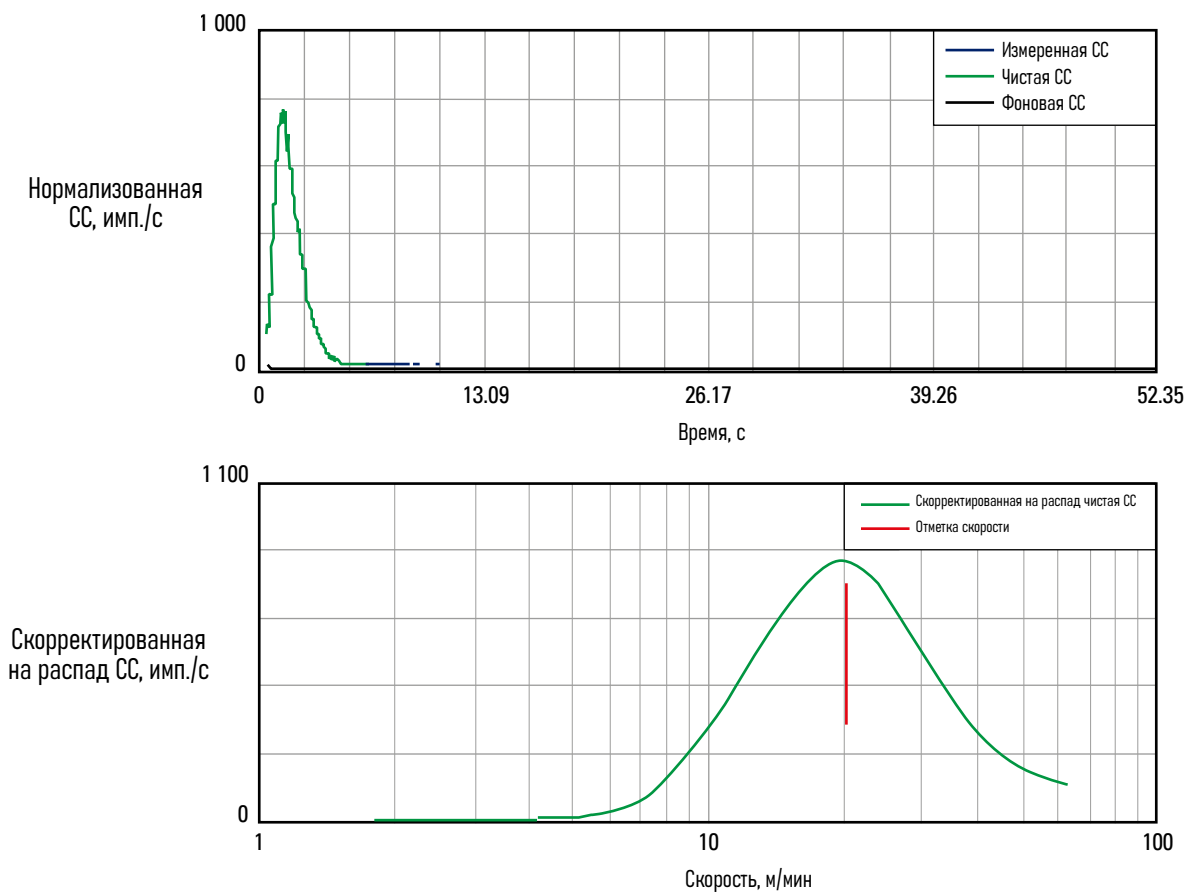 1 000
Измеренная СС
Чистая СС
Фоновая СС
Нормализованная
СС, имп./с
0
0
13.09
26.17
39.26
52.35
Время, с
1 100
Скорректированная на распад чистая СС
Отметка скорости
Скорректированная
на распад СС, имп./с
0
1
10
100
Скорость, м/мин